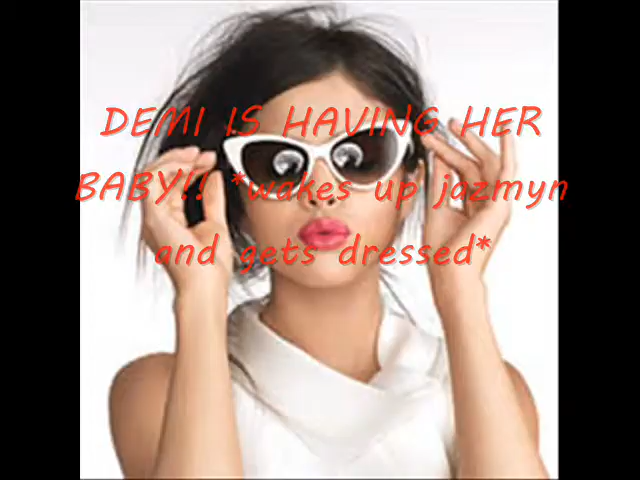 DEMI IS HAVING HER
BABY!! *wakes up jazmyn
and gets dressed*